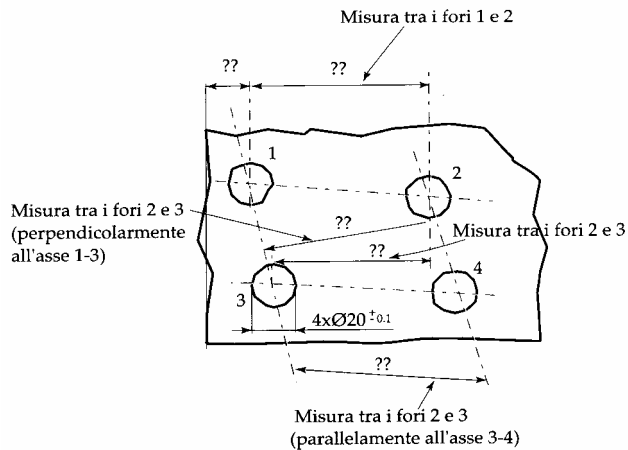 Misura tra i fori 1 e 2
??
??
1
2
Misura tra i fori 2 e 3
(perpendicolarmente
all'asse 1-3)
??
Misura tra i fori 2 e 3
??
3
4
4xØ20 ±0.1
??
Misura tra i fori 2 e 3
(parallelamente all'asse 3-4)